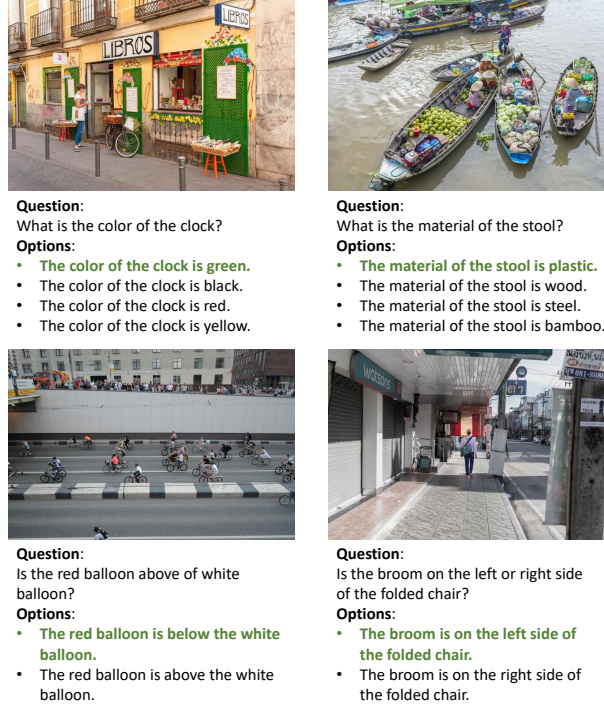 LIBROS
LIBROS
Question:
What is the color of the clock?
Options:
• The color of the clock is green.
• The color of the clock is black.
• The color of the clock is red.
• The color of the clock is yellow.
Question:
What is the material of the stool?
Options:
• The material of the stool is plastic.
• The material of the stool is wood.
• The material of the stool is steel.
• The material of the stool is bamboo.
watsons
Question:
Is the red balloon above of white
balloon?
Options:
• The red balloon is below the white
balloon.
• The red balloon is above the white
balloon.
Question:
Is the broom on the left or right side
of the folded chair?
Options:
• The broom is on the left side of
the folded chair.
• The broom is on the right side of
the folded chair.